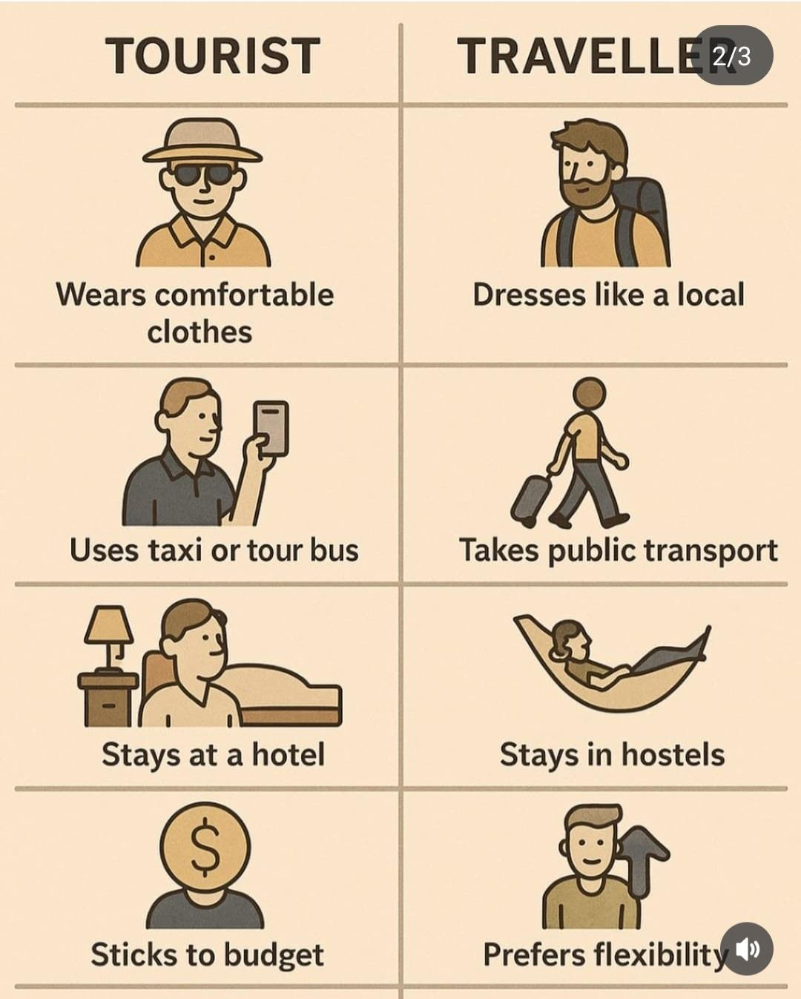 TOURIST
TRAVELLER
2/3
Wears comfortable
clothes
Dresses like a local
Uses taxi or tour bus
Takes public transport
Stays at a hotel
Stays in hostels
$
Sticks to budget
Prefers flexibility